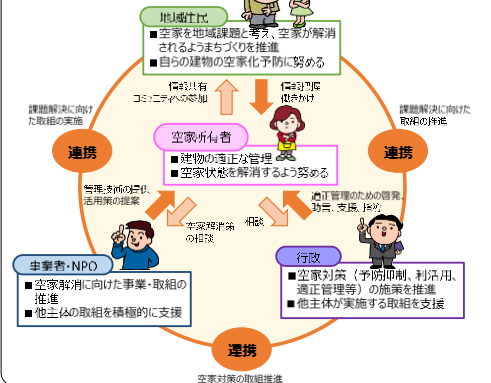 地域住民
■空家を地域課題と考え、空家が解消
されるようまちづくりを推進
■自らの建物の空家化予防に努める
情報共有
コミュニティへの参加
情報提供
働きかけ
課題解決に向け
た取組の実施
課題解決に向けた
取組の推進
連携
連携
空家所有者
■建物の適正な管理
■空家状態を解消するよう努める
管理技術の提供、
活用策の提案
空家解消策
の相談
相談
適正管理のための啓発、
助言、支援、指導
事業者・NPO
■空家解消に向けた事業・取組の
推進
■他主体の取組を積極的に支援
行政
■空家対策（予防抑制、利活用、
適正管理等）の施策を推進
■他主体が実施する取組を支援
連携
空家対策の取組推進